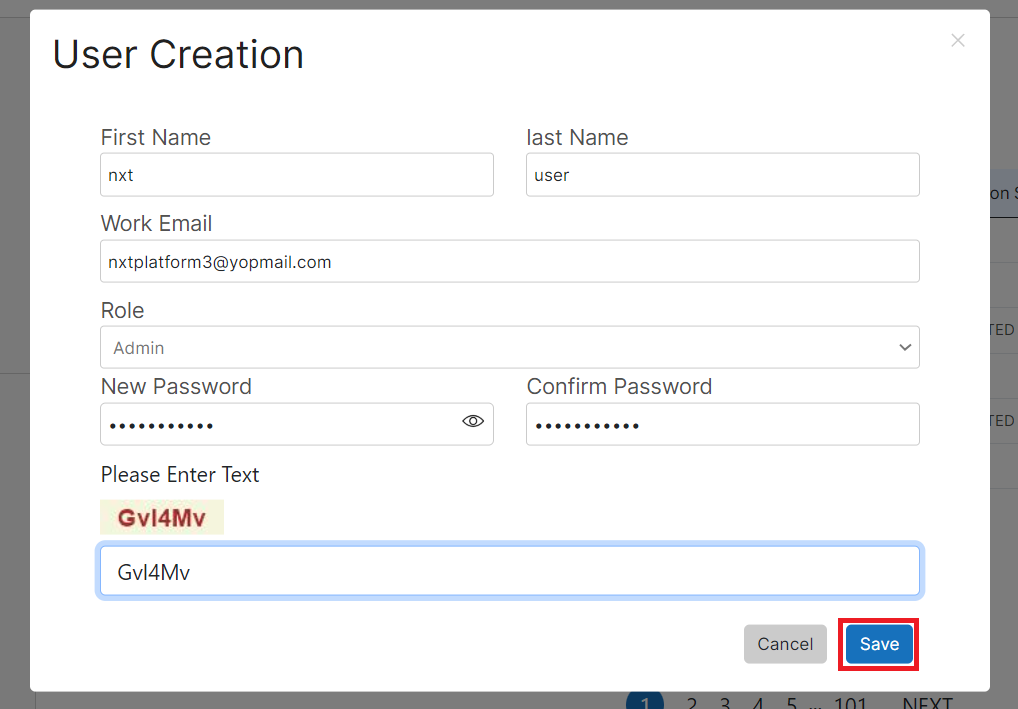 User Creation
First Name
last Name
nxt
user
Work Email
nxtplatform3@yopmail.com
Role
Admin
New Password
Confirm Password
•••••••••••
•••••••••••
Please Enter Text
Gvl4Mv
Gvl4Mv
Cancel
Save
on S
TED
TED
1 2 3 4 5 ... 101 NEXT